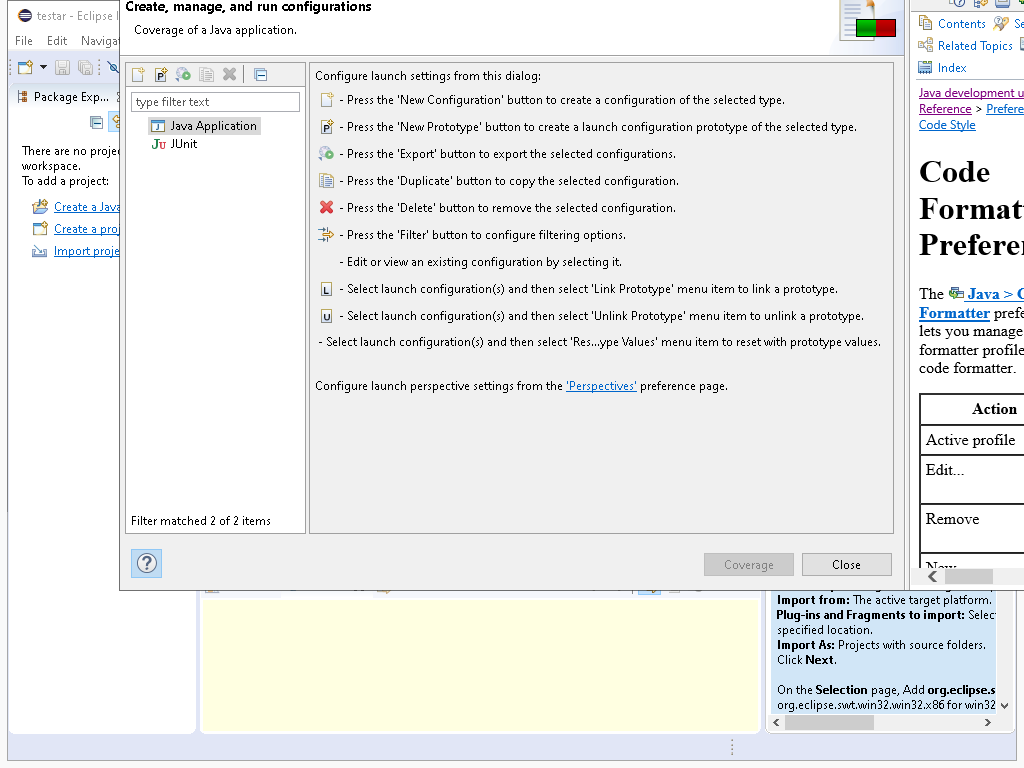 testar - Eclipse
File Edit Navigat
Package Exp...
There are no proje
workspace.
To add a project:
Create a Java
Create a proj
Import proje
Create, manage, and run configurations
Coverage of a Java application.
type filter text
Java Application
JUnit
Filter matched 2 of 2 items
Configure launch settings from this dialog:
- Press the 'New Configuration' button to create a configuration of the selected type.
- Press the 'New Prototype' button to create a launch configuration prototype of the selected type.
- Press the 'Export' button to export the selected configurations.
- Press the 'Duplicate' button to copy the selected configuration.
- Press the 'Delete' button to remove the selected configuration.
- Press the 'Filter' button to configure filtering options.
- Edit or view an existing configuration by selecting it.
- Select launch configuration(s) and then select 'Link Prototype' menu item to link a prototype.
- Select launch configuration(s) and then select 'Unlink Prototype' menu item to unlink a prototype.
- Select launch configuration(s) and then select 'Res...ype Values' menu item to reset with prototype values.
Configure launch perspective settings from the 'Perspectives' preference page.
Coverage
Close
Contents Se
Related Topics
Index
Java development u
Reference > Prefere
Code Style
Code
Formatt
Preferen
The Java > C
Formatter prefe
lets you manage
formatter profile
code formatter.
Action
Active profile
Edit...
Remove
New...
Import from: The active target platform.
Plug-ins and Fragments to import: Selec
specified location.
Import As: Projects with source folders.
Click Next.
On the Selection page, Add org.eclipse.s
org.eclipse.swt.win32.win32.x86 for win32